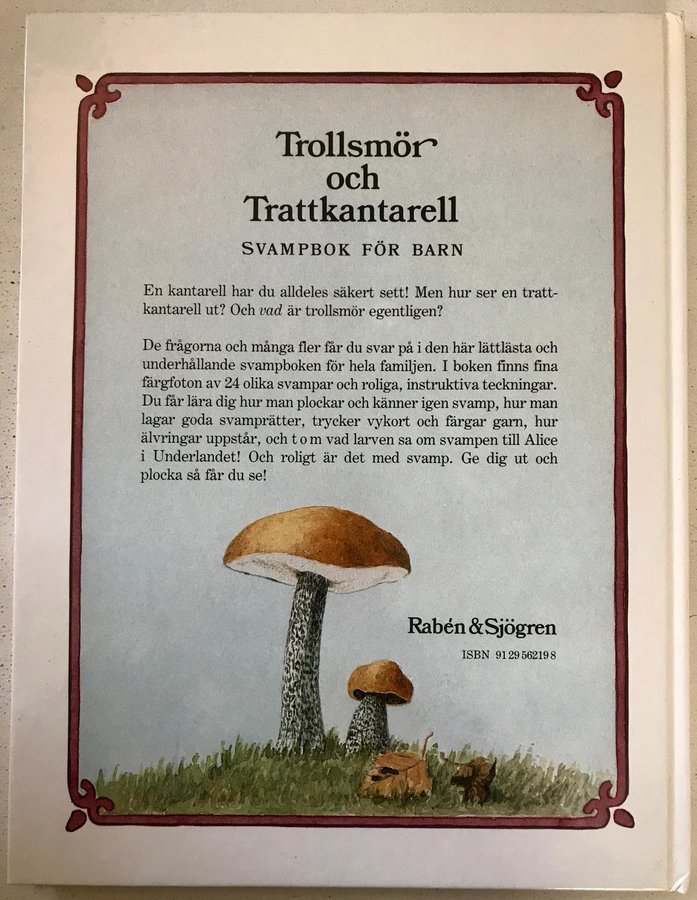 Trollsmör
och
Trattkantarell
SVAMPBOK FÖR BARN
En kantarell har du alldeles säkert sett! Men hur ser en tratt-
kantarell ut? Och vad är trollsmör egentligen?
De frågorna och många fler får du svar på i den här lättlästa och
underhållande svampboken för hela familjen. I boken finns fina
färgfoton av 24 olika svampar och roliga, instruktiva teckningar.
Du får lära dig hur man plockar och känner igen svamp, hur man
lagar goda svamprätter, trycker vykort och färgar garn, hur
älvringar uppstår, och t o m vad larven sa om svampen till Alice
i Underlandet! Och roligt är det med svamp. Ge dig ut och
plocka så får du se!
Rabén & Sjögren
ISBN 91 29 56219 8